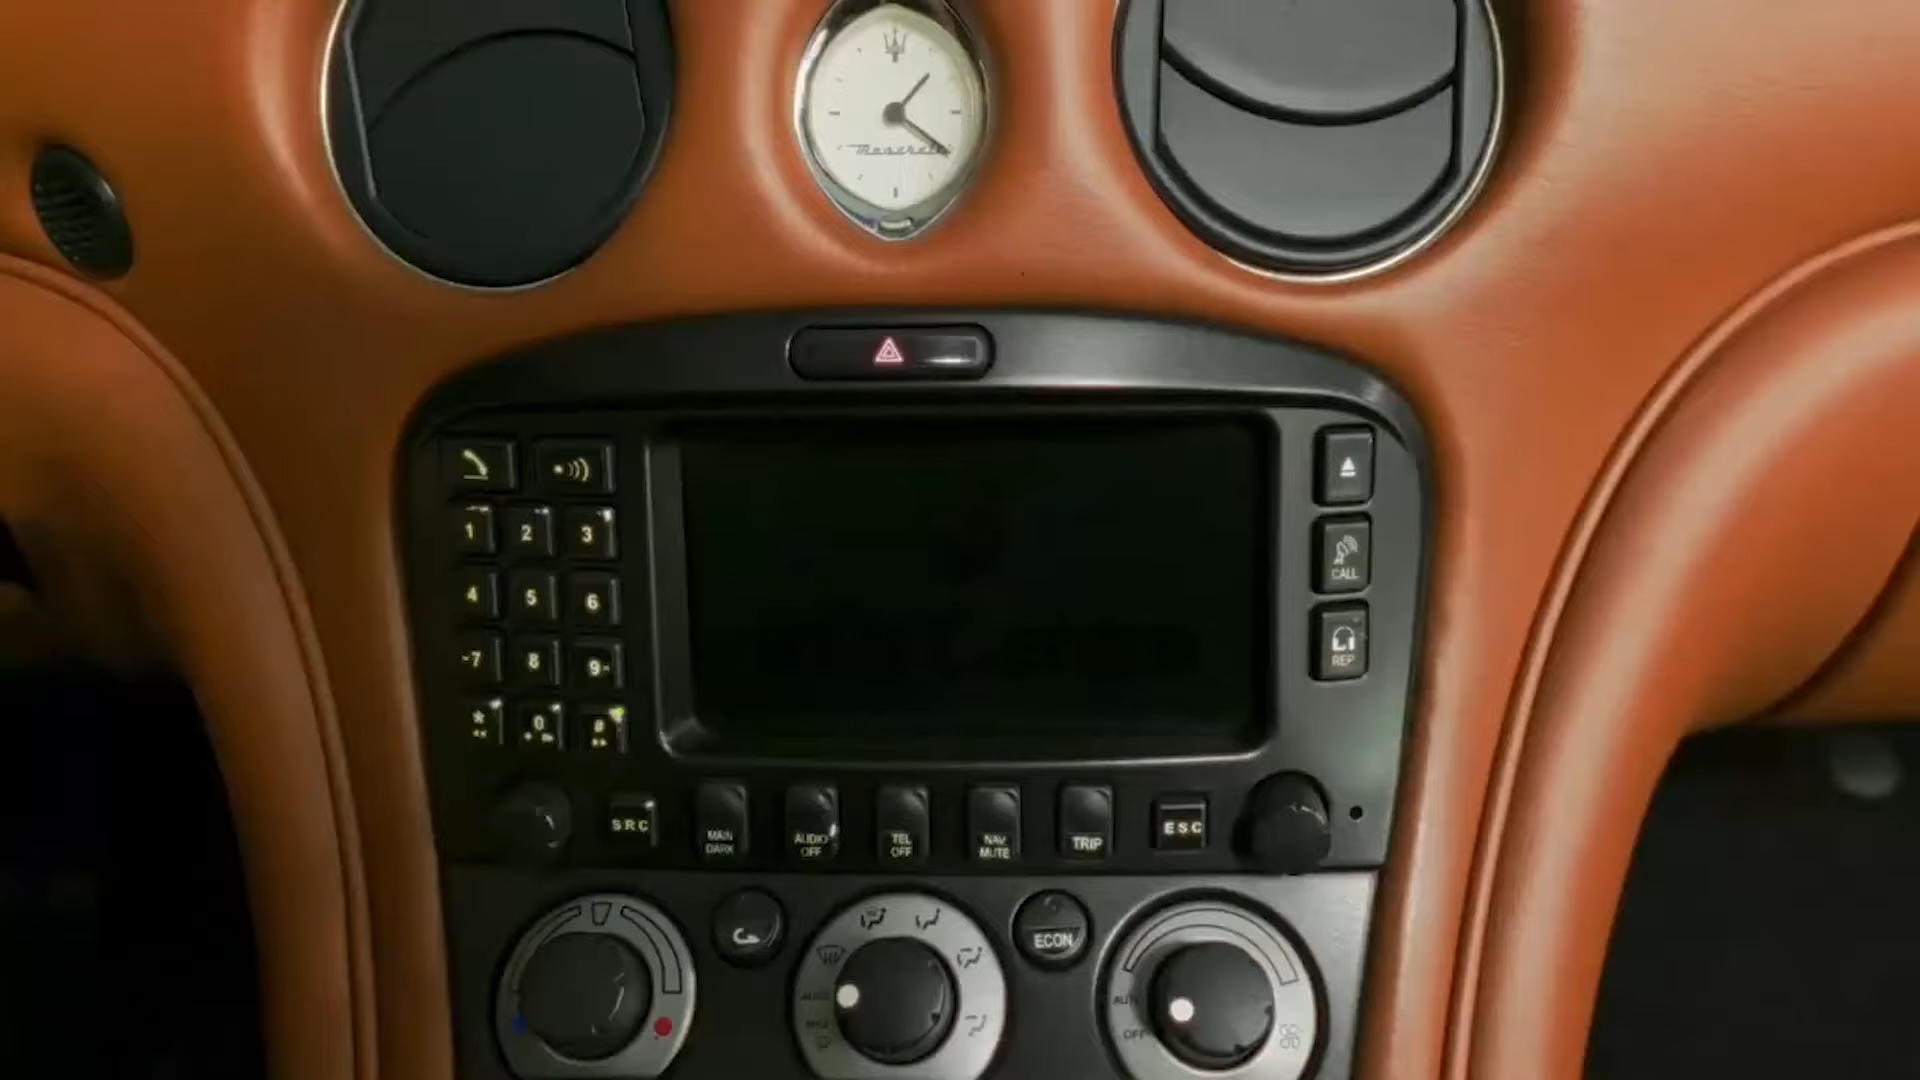 Maserati
1 2 3
CALL
4 5 6
-7 8 9-
REP
* 0 #
SRC
MAIN
DARK
AUDIO
OFF
TEL
OFF
NAV
MUTE
TRIP
ESC
ECON
AUTO
AUTO
OFF